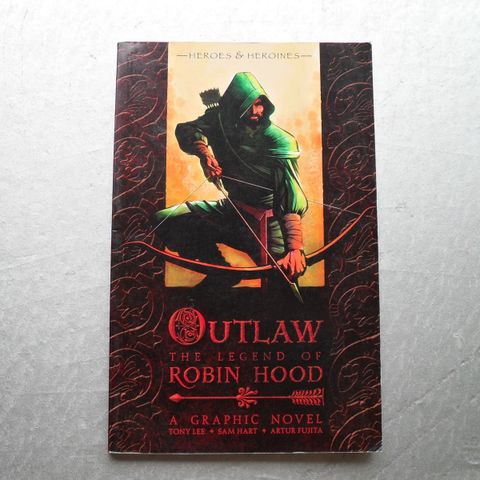 HEROES & HEROINES
OUTLAW
THE LEGEND OF
ROBIN HOOD
A GRAPHIC NOVEL
TONY LEE ✦ SAM HART ✦ ARTUR FUJITA